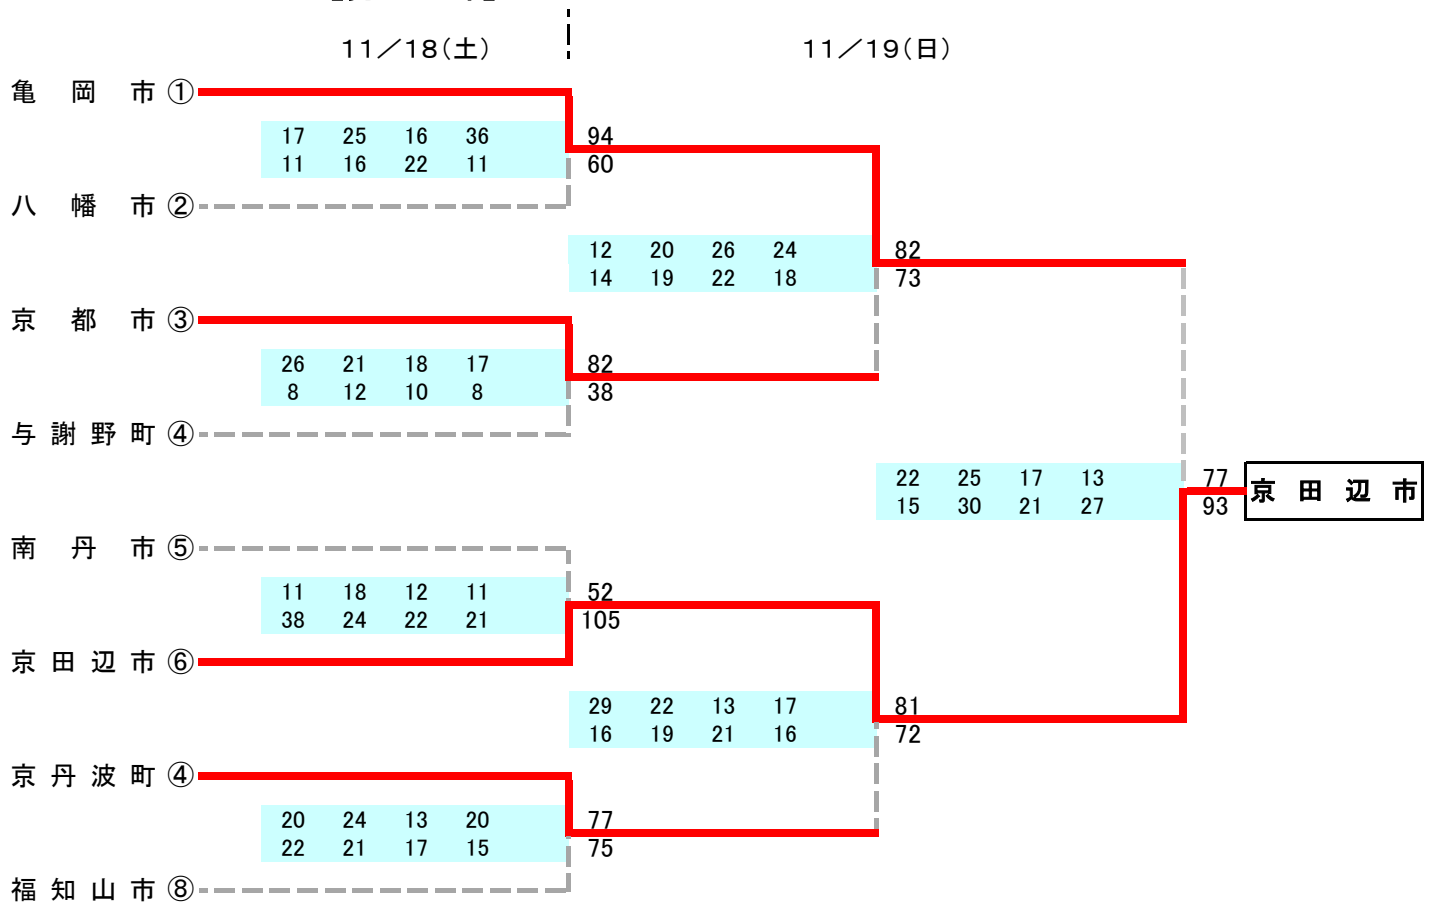 11/18(土)
11/19(日)
亀岡市①
17 25 16 36 94
11 16 22 11 60
八幡市②
12 20 26 24 82
14 19 22 18 73
京都市③
26 21 18 17 82
8 12 10 8 38
与謝野町④
22 25 17 13 77
15 30 21 27 93
京田辺市
南丹市⑤
11 18 12 11 52
38 24 22 21 105
京田辺市⑥
29 22 13 17 81
16 19 21 16 72
京丹波町④
20 24 13 20 77
22 21 17 15 75
福知山市⑧